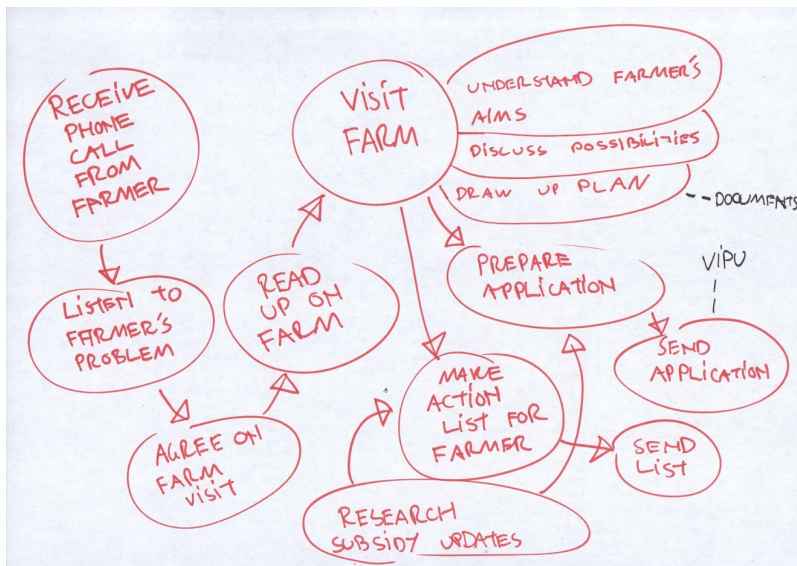 RECEIVE
PHONE
CALL
FROM
FARMER
LISTEN TO
FARMER'S
PROBLEM
AGREE ON
FARM
VISIT
READ
UP ON
FARM
VISIT
FARM
UNDERSTAND FARMER'S
AIMS
DISCUSS POSSIBILITIES
DRAW UP PLAN
DOCUMENTS
PREPARE
APPLICATION
VIPU
SEND
APPLICATION
MAKE
ACTION
LIST FOR
FARMER
SEND
LIST
RESEARCH
SUBSIDY UPDATES